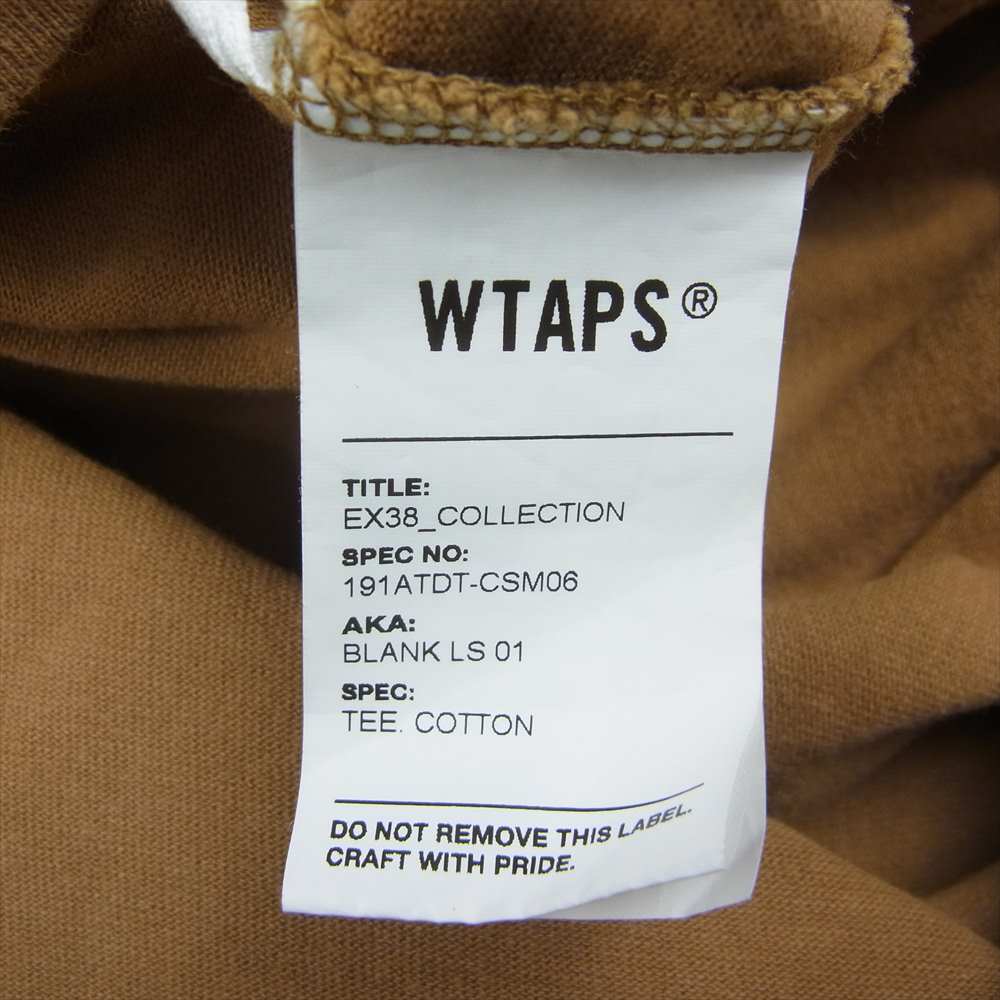 WTAPS®
TITLE:
EX38_COLLECTION
SPEC NO:
191ATDT-CSM06
AKA:
BLANK LS 01
SPEC:
TEE. COTTON
DO NOT REMOVE THIS LABEL.
CRAFT WITH PRIDE.